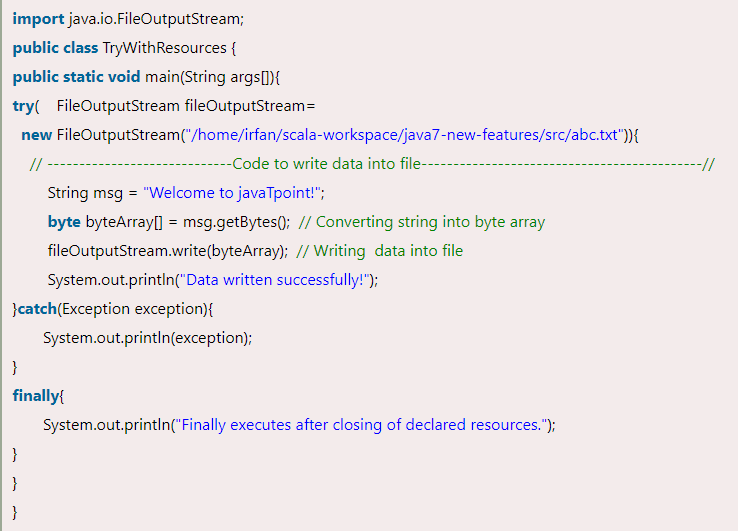 import java.io.FileOutputStream;
public class TryWithResources {
public static void main(String args[]){
try(    FileOutputStream fileOutputStream=
new FileOutputStream("/home/irfan/scala-workspace/java7-new-features/src/abc.txt")){
// -----------------------------Code to write data into file--------------------------------------------//
String msg = "Welcome to javaTpoint!";
byte byteArray[] = msg.getBytes();  // Converting string into byte array
fileOutputStream.write(byteArray);  // Writing  data into file
System.out.println("Data written successfully!");
}catch(Exception exception){
System.out.println(exception);
}
finally{
System.out.println("Finally executes after closing of declared resources.");
}
}
}